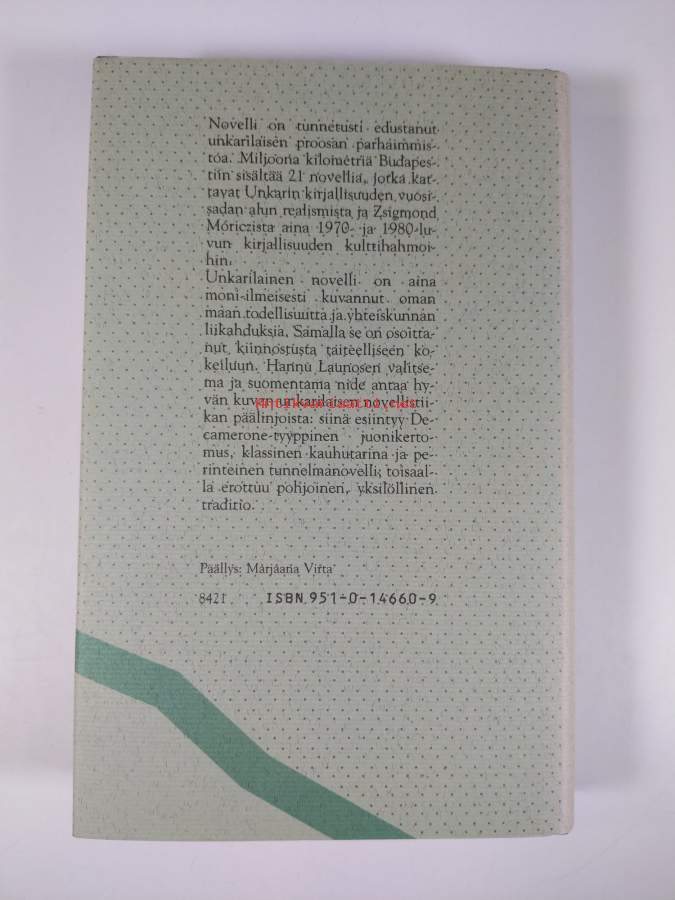 Novelli on tunnetusti edustanut
unkarilaisen proosan parhaimmis-
toa. Miljoona kilometriä Budapes-
tiin sisältää 21 novellia, jotka kat-
tavat Unkarin kirjallisuuden vuosi-
sadan alun realismista ja Zsigmond
Móriczista aina 1970- ja 1980-lu-
vun kirjallisuuden kulttihahmoi-
hin.
Unkarilainen novelli on aina
moni-ilmeisesti kuvannut oman
maan todellisuutta ja yhteiskunnan
liikahduksia. Samalla se on osoitta-
nut kiinnostusta taiteelliseen ko-
keiluun. Hannu Launosen valitse-
ma ja suomentama nide antaa hy-
vän kuvan unkarilaisen novellistii-
kan päälinjoista: siinä esiintyy De-
camerone-tyyppinen juonikerto-
mus, klassinen kauhutarina ja pe-
rinteinen tunnelmanovelli; toisaal-
la erottuu pohjoinen, yksilöllinen
traditio.
Päällys: Marjaana Virta
8421 ISBN 951-0-14660-9